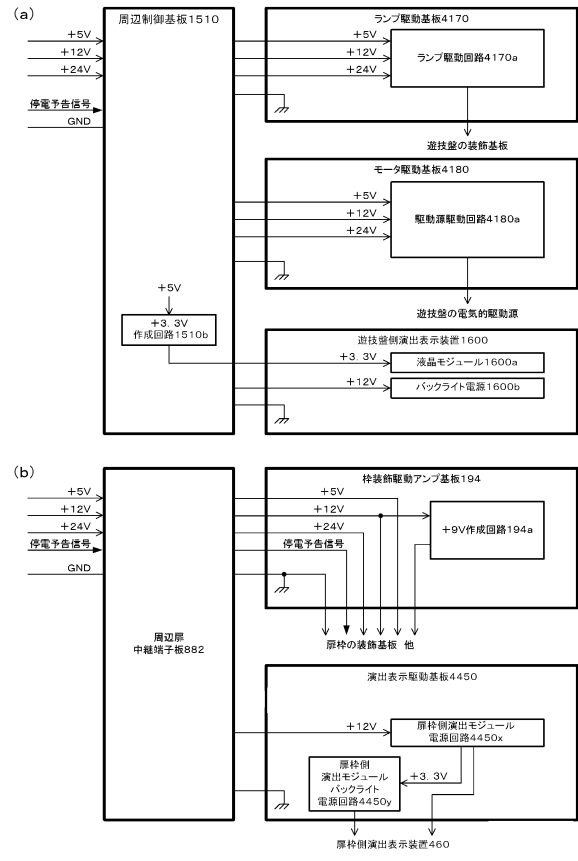 (a)
周辺制御基板1510
+5V
+12V
+24V
停電予告信号
GND
+5V
+3.3V
作成回路1510b
ランプ駆動基板4170
+5V
+12V
+24V
ランプ駆動回路4170a
遊技盤の装飾基板
モータ駆動基板4180
+5V
+12V
+24V
駆動源駆動回路4180a
遊技盤の電気的駆動源
遊技盤側演出表示装置1600
+3.3V
液晶モジュール1600a
+12V
バックライト電源1600b
(b)
+5V
+12V
+24V
停電予告信号
GND
周辺扉
中継端子板882
枠装飾駆動アンプ基板194
+5V
+12V
+24V
停電予告信号
+9V作成回路194a
扉枠の装飾基板 他
演出表示駆動基板4450
+12V
扉枠側演出モジュール
電源回路4450x
扉枠側
演出モジュール
バックライト
電源回路4450y
+3.3V
扉枠側演出表示装置460